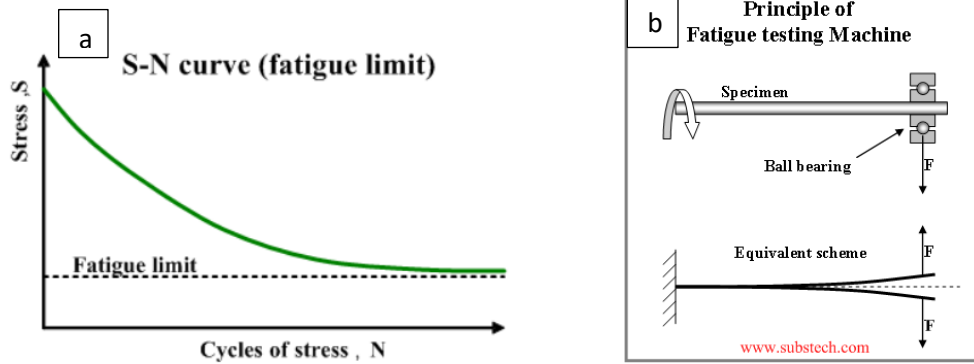 a
S-N curve (fatigue limit)
Stress ,S
Fatigue limit
Cycles of stress , N
b
Principle of
Fatigue testing Machine
Specimen
Ball bearing
F
Equivalent scheme
F
F
www.substech.com